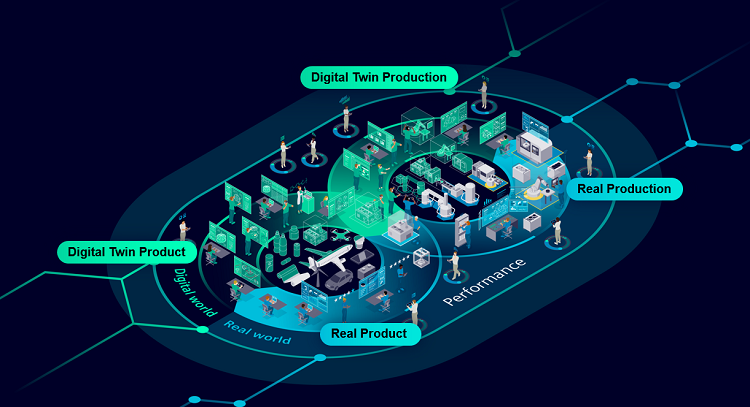 Digital Twin Production
Real Production
Digital Twin Product
Digital world
Real world
Performance
Real Product